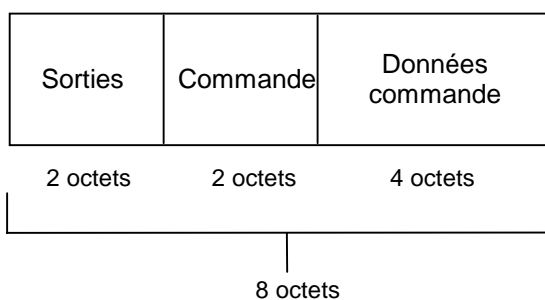 Sorties
Commande
Données
commande
2 octets
2 octets
4 octets
8 octets